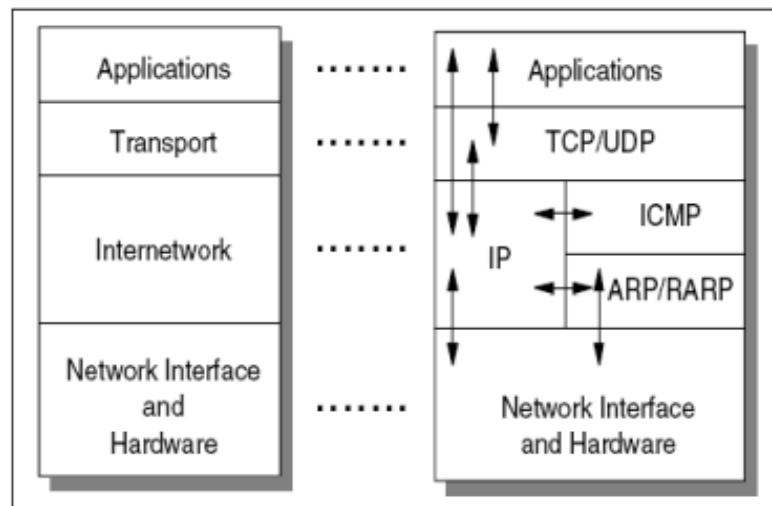 Applications
Transport
Internetwork
Network Interface
and
Hardware
Applications
TCP/UDP
IP
ICMP
ARP/RARP
Network Interface
and Hardware